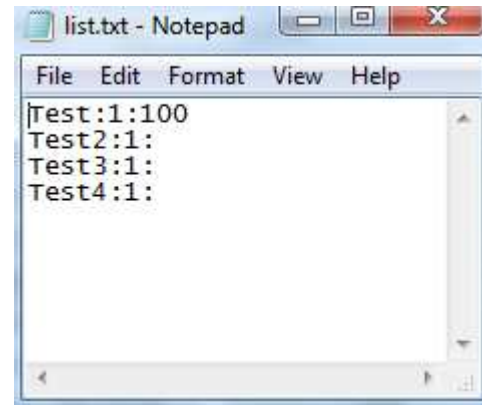 list.txt - Notepad
File Edit Format View Help
Test:1:100
Test2:1:
Test3:1:
Test4:1: